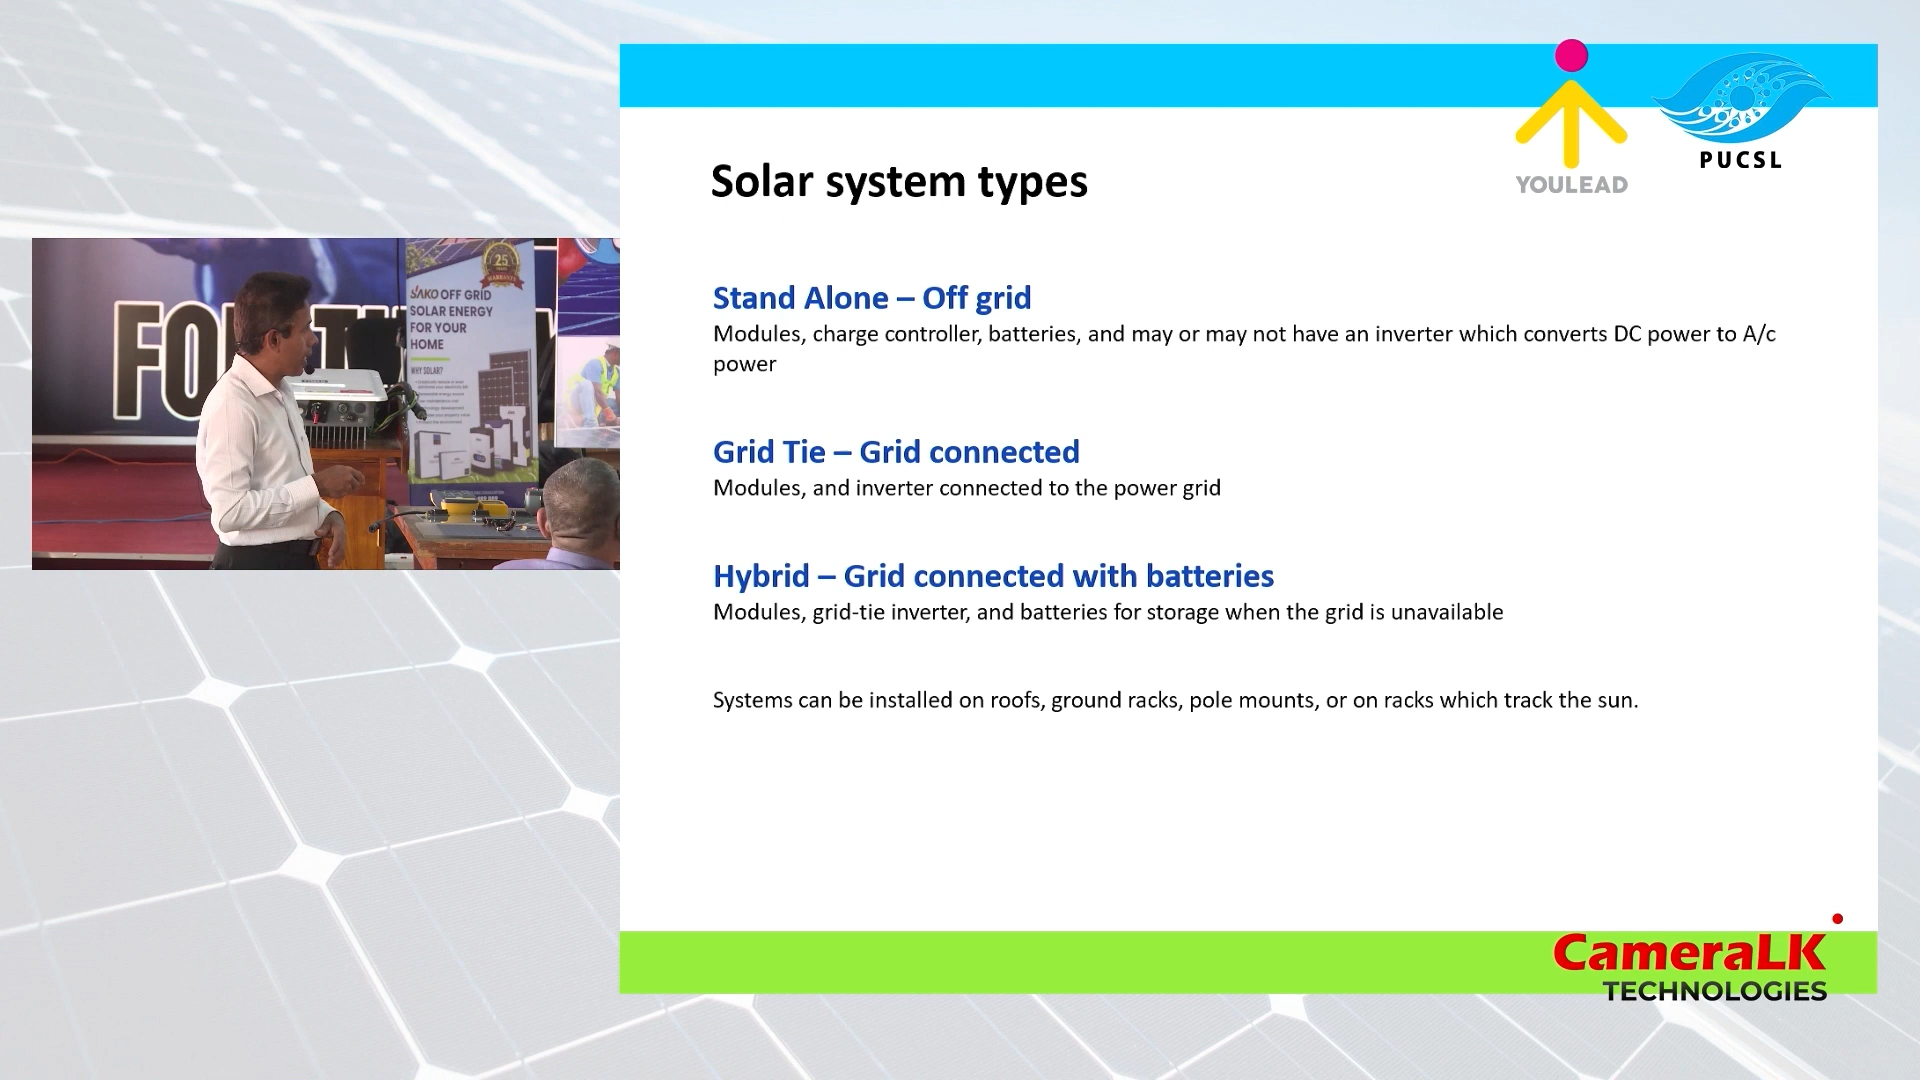 YOULEAD
PUCSL
Solar system types
Stand Alone – Off grid
Modules, charge controller, batteries, and may or may not have an inverter which converts DC power to A/c
power
Grid Tie – Grid connected
Modules, and inverter connected to the power grid
Hybrid – Grid connected with batteries
Modules, grid-tie inverter, and batteries for storage when the grid is unavailable
Systems can be installed on roofs, ground racks, pole mounts, or on racks which track the sun.
CameraLK
TECHNOLOGIES
25
SAKO OFF GRID
SOLAR ENERGY
FOR YOUR
HOME
WHY SOLAR?